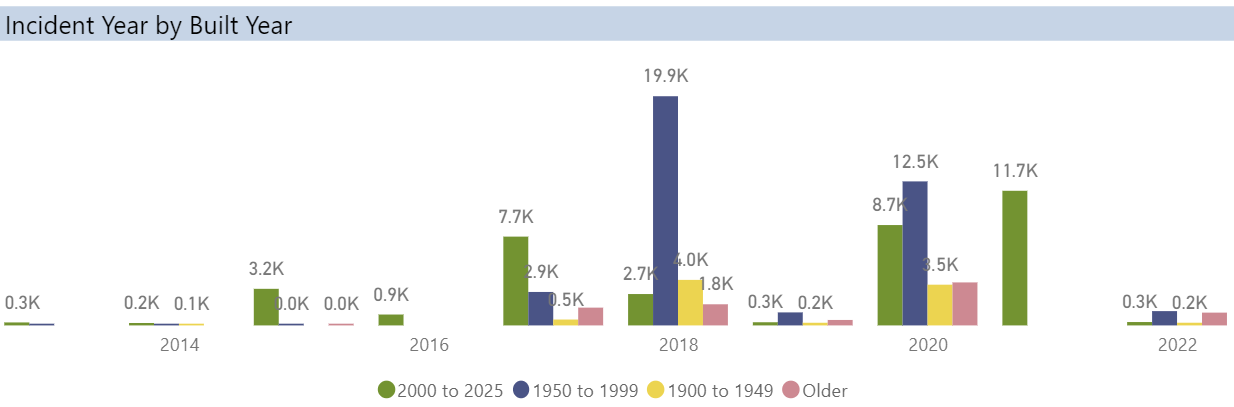 Incident Year by Built Year
19.9K
12.5K
11.7K
8.7K
7.7K
4.0K
3.5K
3.2K
2.9K
2.7K
1.8K
0.9K
0.5K
0.3K
0.2K
0.1K
0.0K
0.0K
0.3K
0.2K
0.3K
0.2K
2014 2016 2018 2020 2022
2000 to 2025 1950 to 1999 1900 to 1949 Older